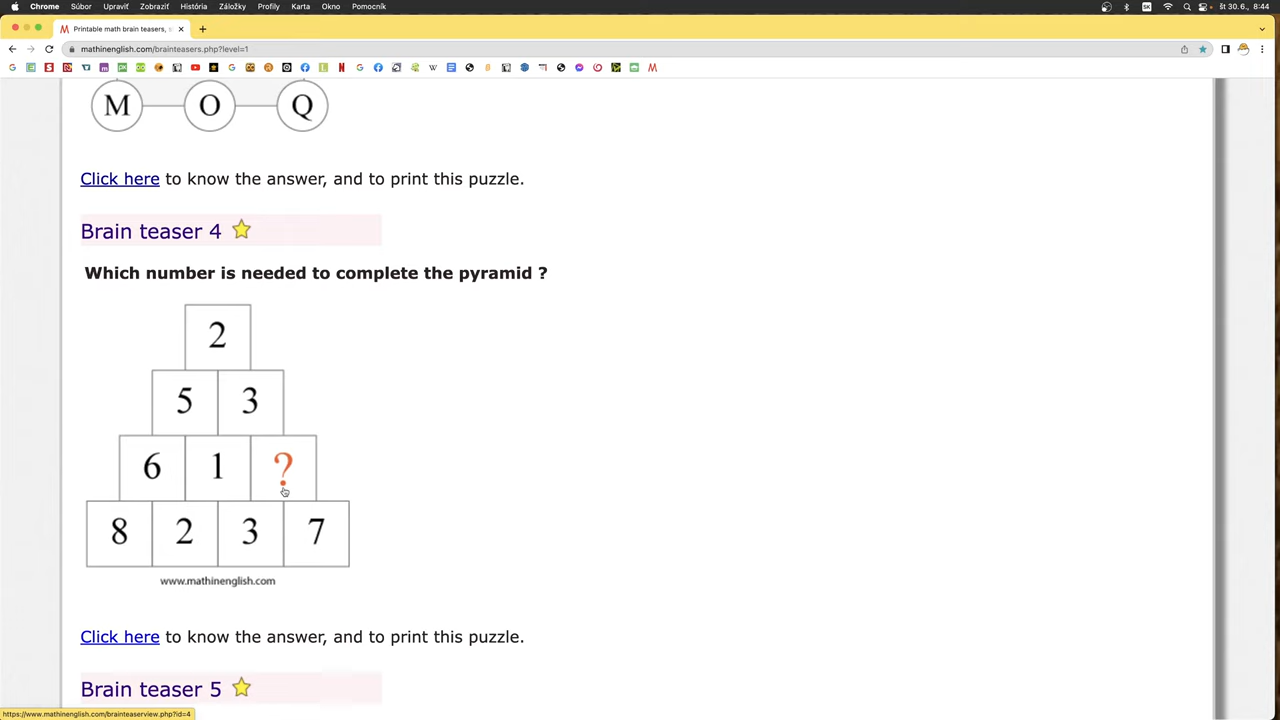 Chrome Súbor Upraviť Zobraziť História Záložky Profily Karta Okno Pomocník SK št 30.6., 8:44
Printable math brain teasers, s
mathinenglish.com/brainteasers.php?level=1
M O Q
Click here to know the answer, and to print this puzzle.
Brain teaser 4
Which number is needed to complete the pyramid ?
2
5 3
6 1 ?
8 2 3 7
www.mathinenglish.com
Click here to know the answer, and to print this puzzle.
Brain teaser 5
https://www.mathinenglish.com/brainteaserview.php?id=4